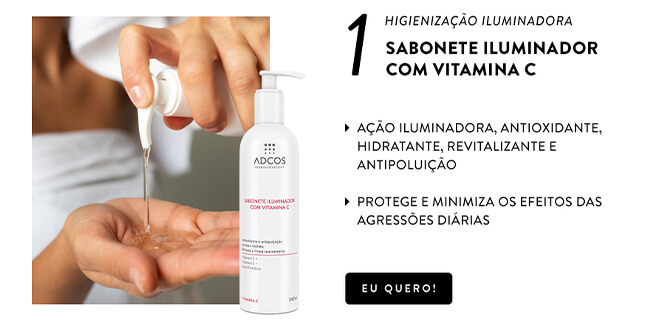 1
HIGIENIZAÇÃO ILUMINADORA
SABONETE ILUMINADOR
COM VITAMINA C
AÇÃO ILUMINADORA, ANTIOXIDANTE,
HIDRATANTE, REVITALIZANTE E
ANTIPOLUIÇÃO
PROTEGE E MINIMIZA OS EFEITOS DAS
AGRESSÕES DIÁRIAS
EU QUERO!
ADCOS
SABONETE ILUMINADOR
COM VITAMINA C
VITAMINA C